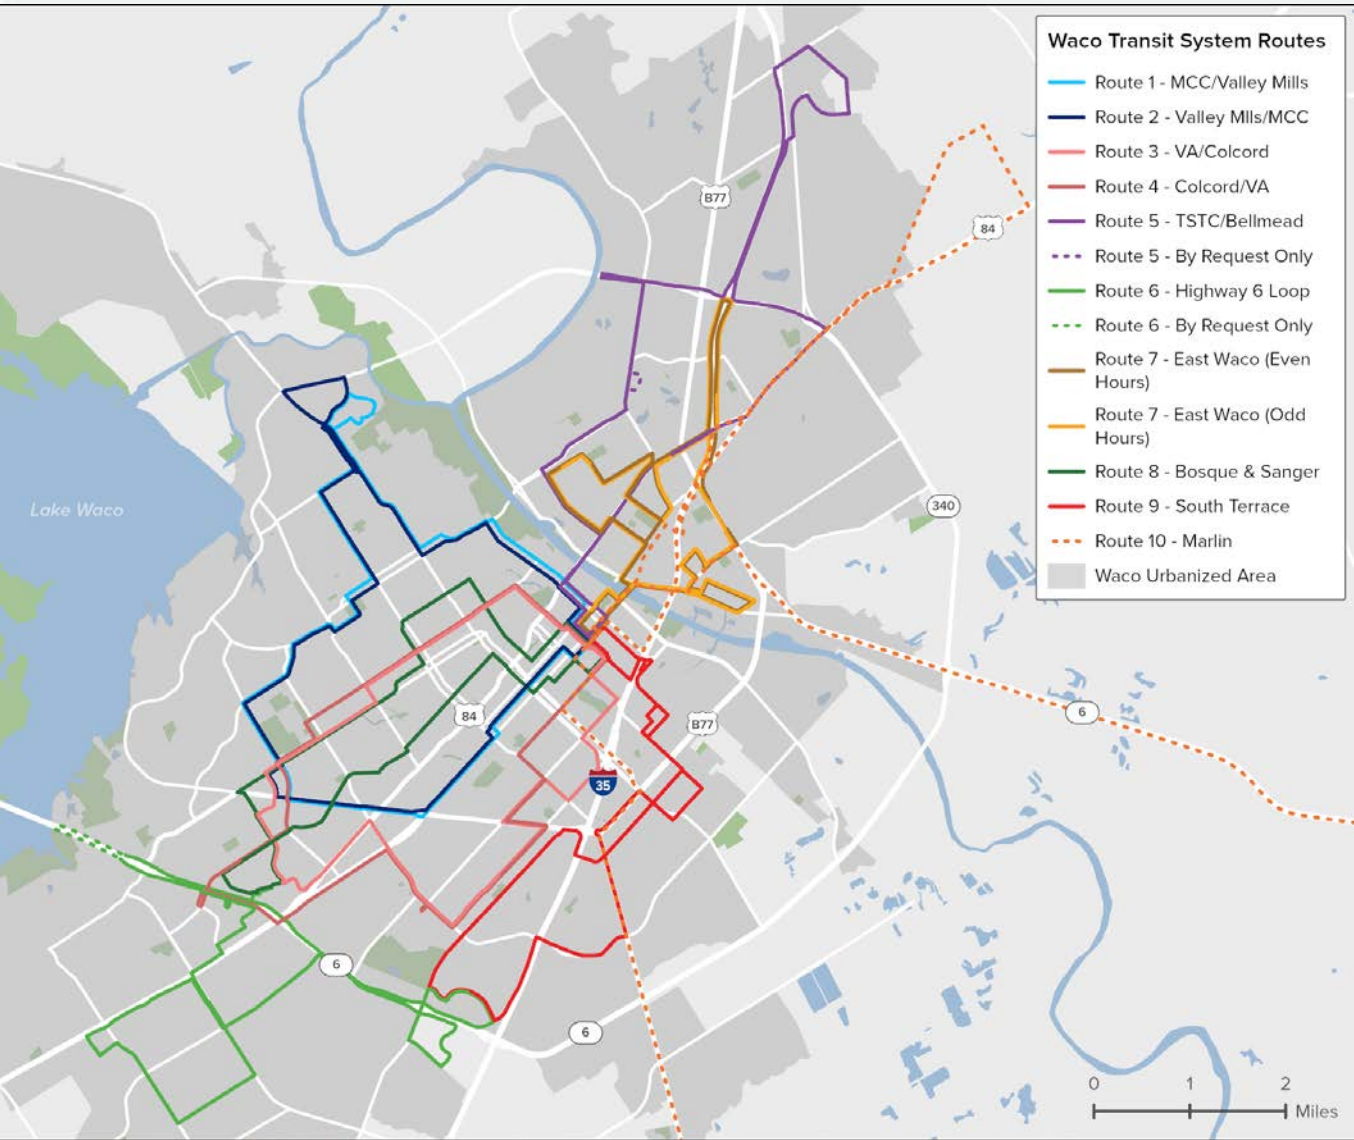 Waco Transit System Routes
Route 1 - MCC/Valley Mills
Route 2 - Valley Mlls/MCC
Route 3 - VA/Colcord
Route 4 - Colcord/VA
Route 5 - TSTC/Bellmead
Route 5 - By Request Only
Route 6 - Highway 6 Loop
Route 6 - By Request Only
Route 7 - East Waco (Even
Hours)
Route 7 - East Waco (Odd
Hours)
Route 8 - Bosque & Sanger
Route 9 - South Terrace
Route 10 - Marlin
Waco Urbanized Area
B77
84
340
Lake Waco
84
6
B77
35
6
6
0 1 2
Miles